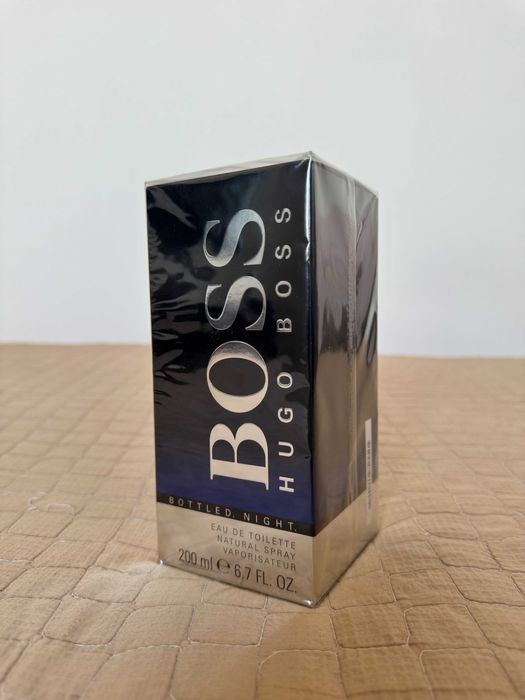 BOSS
HUGO BOSS
BOTTLED. NIGHT.
EAU DE TOILETTE
NATURAL SPRAY
VAPORISATEUR
200 ml ℮ 6,7 FL. OZ.